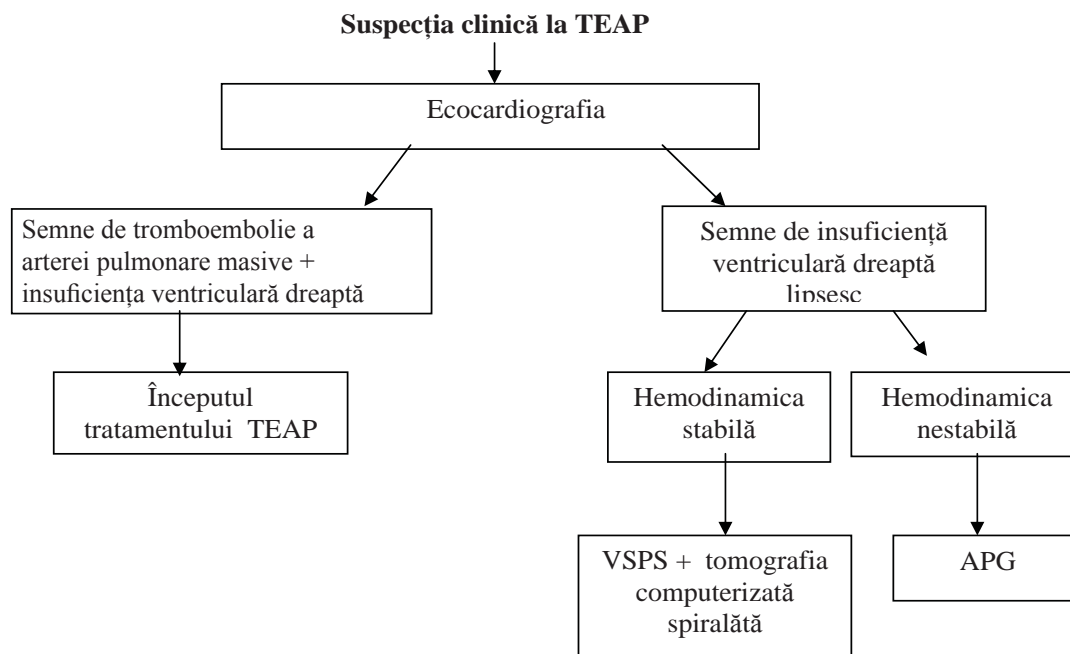 Suspecția clinică la TEAP
Ecocardiografia
Semne de tromboembolie a
arterei pulmonare masive +
insuficiența ventriculară dreaptă
Semne de insuficiență
ventriculară dreaptă
lipsesc
Începutul
tratamentului TEAP
Hemodinamica
stabilă
Hemodinamica
nestabilă
VSPS + tomografia
computerizată
spiralătă
APG